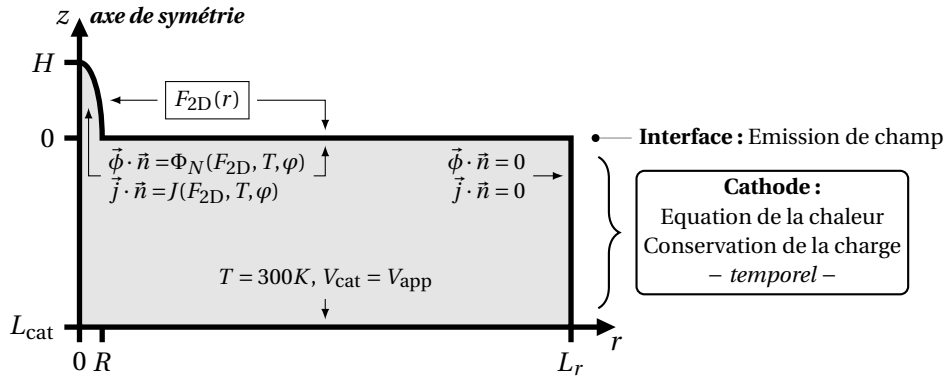 z axe de symétrie
H
F2D(r)
0
Interface : Emission de champ
ϕ⃗ · n⃗ =ΦN(F2D, T, φ)
j⃗ · n⃗ = J(F2D, T, φ)
ϕ⃗ · n⃗ = 0
j⃗ · n⃗ = 0
Cathode :
Equation de la chaleur
Conservation de la charge
– temporel –
T = 300K, Vcat = Vapp
Lcat
r
0 R Lr